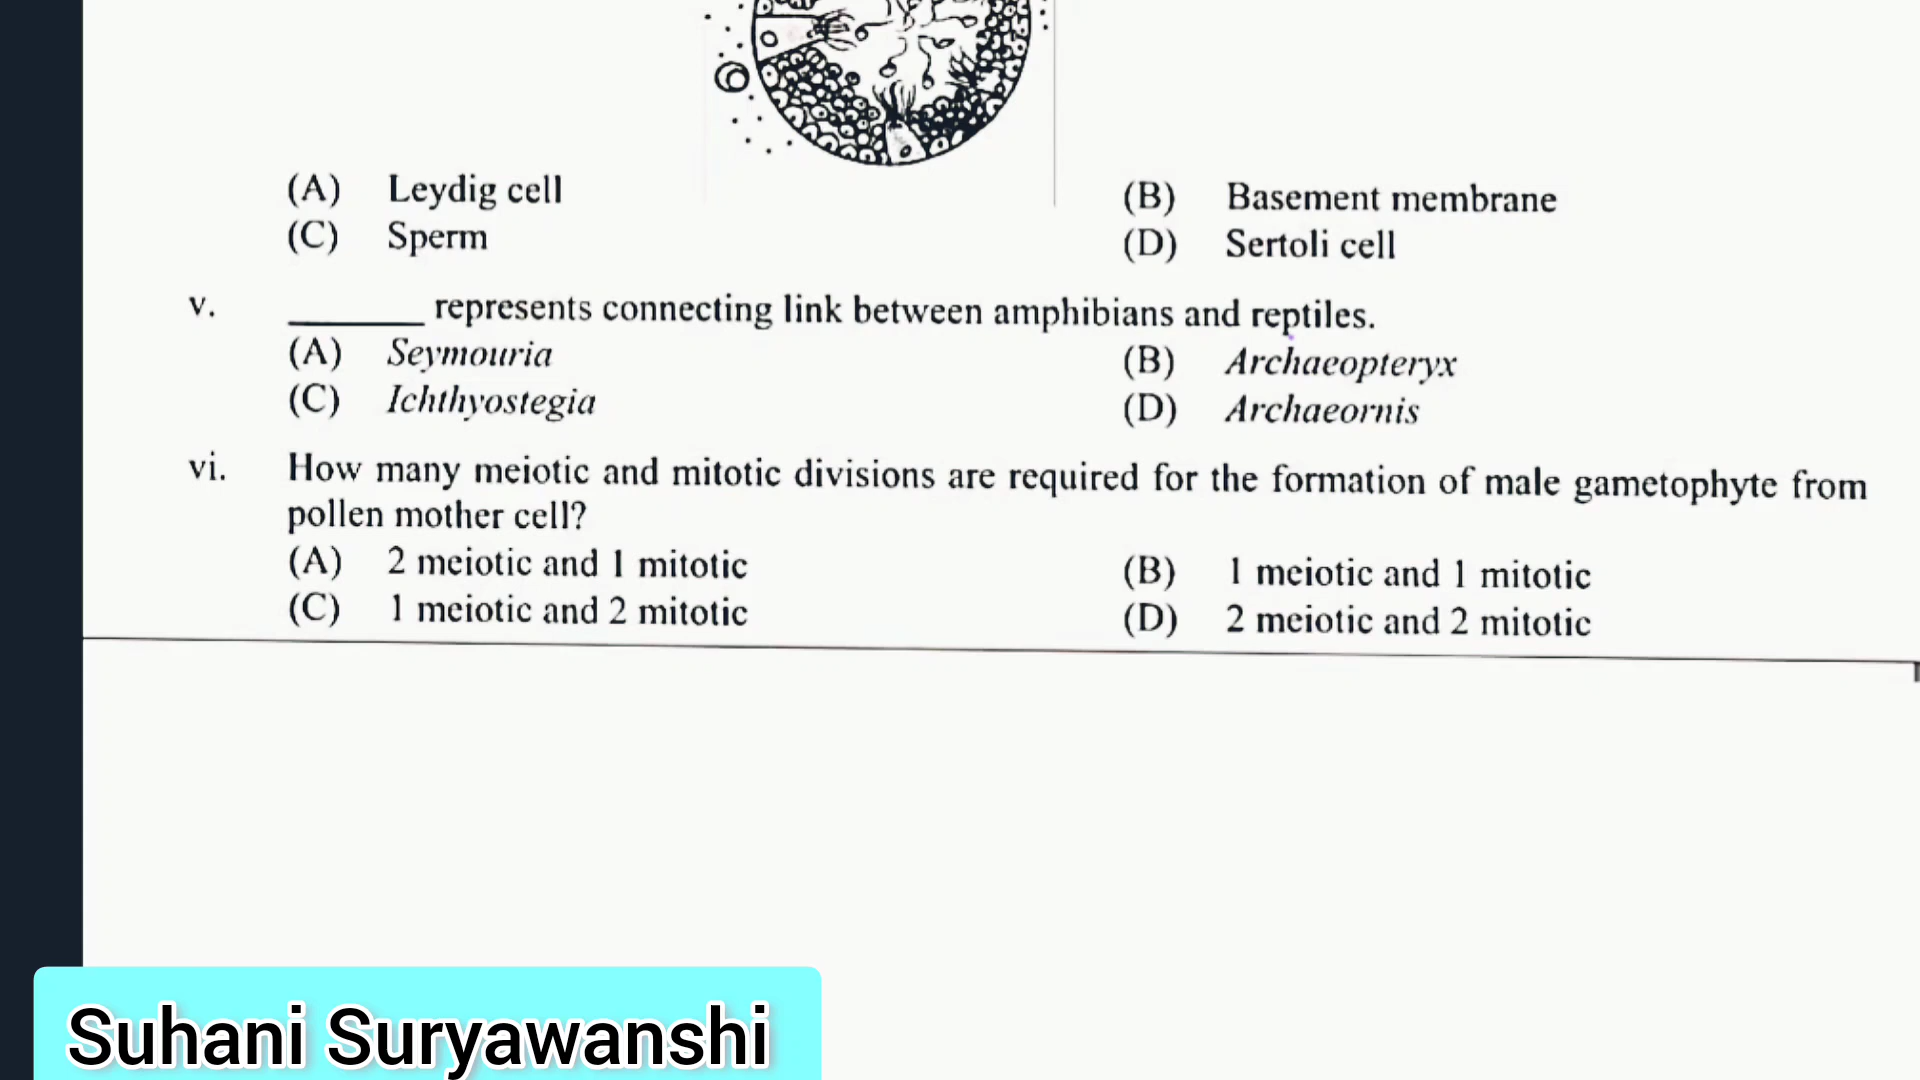 (A) Leydig cell (B) Basement membrane
(C) Sperm (D) Sertoli cell
v. ________ represents connecting link between amphibians and reptiles.
(A) Seymouria (B) Archaeopteryx
(C) Ichthyostegia (D) Archaeornis
vi. How many meiotic and mitotic divisions are required for the formation of male gametophyte from
pollen mother cell?
(A) 2 meiotic and 1 mitotic (B) 1 meiotic and 1 mitotic
(C) 1 meiotic and 2 mitotic (D) 2 meiotic and 2 mitotic
Suhani Suryawanshi